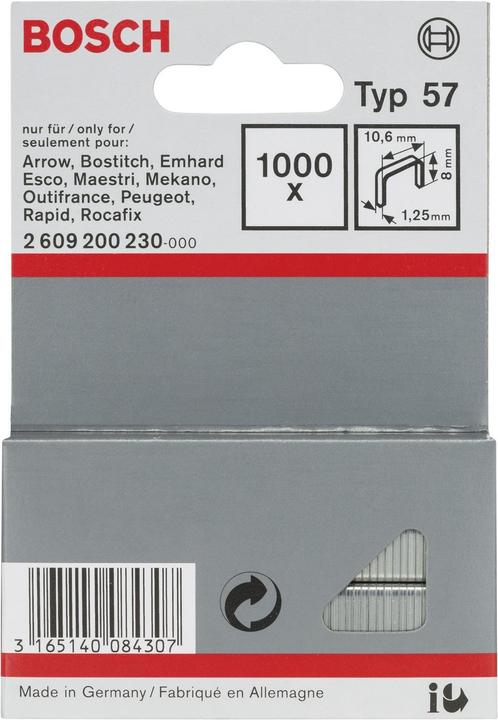 BOSCH
Typ 57
nur für / only for /
seulement pour:
Arrow, Bostitch, Emhard
Esco, Maestri, Mekano,
Outifrance, Peugeot,
Rapid, Rocafix
2 609 200 230-000
1000
x
10,6 mm
8 mm
1,25mm
3 165140 084307
Made in Germany / Fabriqué en Allemagne